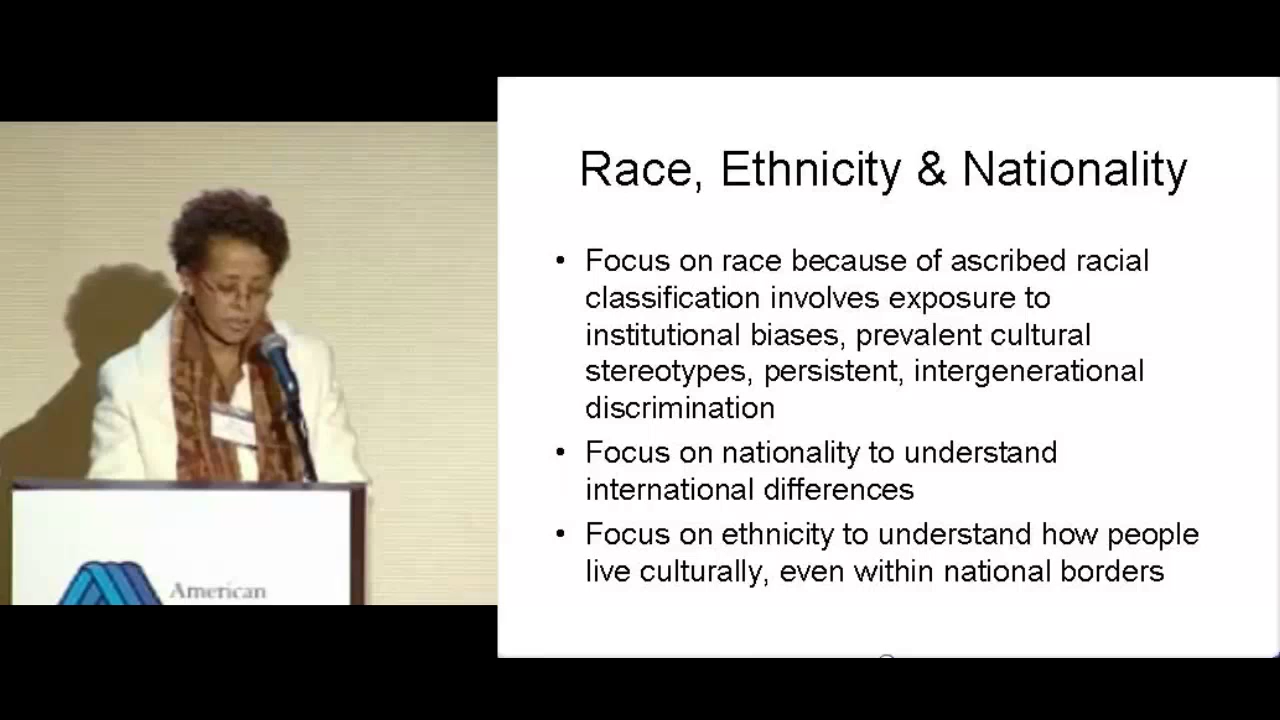 Race, Ethnicity & Nationality
• Focus on race because of ascribed racial
classification involves exposure to
institutional biases, prevalent cultural
stereotypes, persistent, intergenerational
discrimination
• Focus on nationality to understand
international differences
• Focus on ethnicity to understand how people
live culturally, even within national borders
American